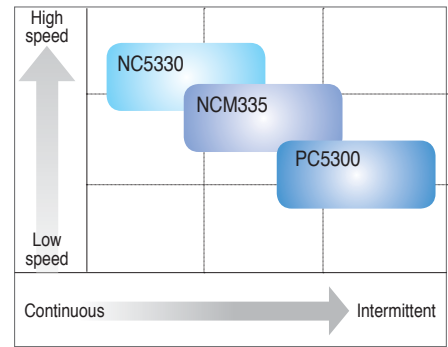 High
speed
NC5330
NCM335
PC5300
Low
speed
Continuous
Intermittent